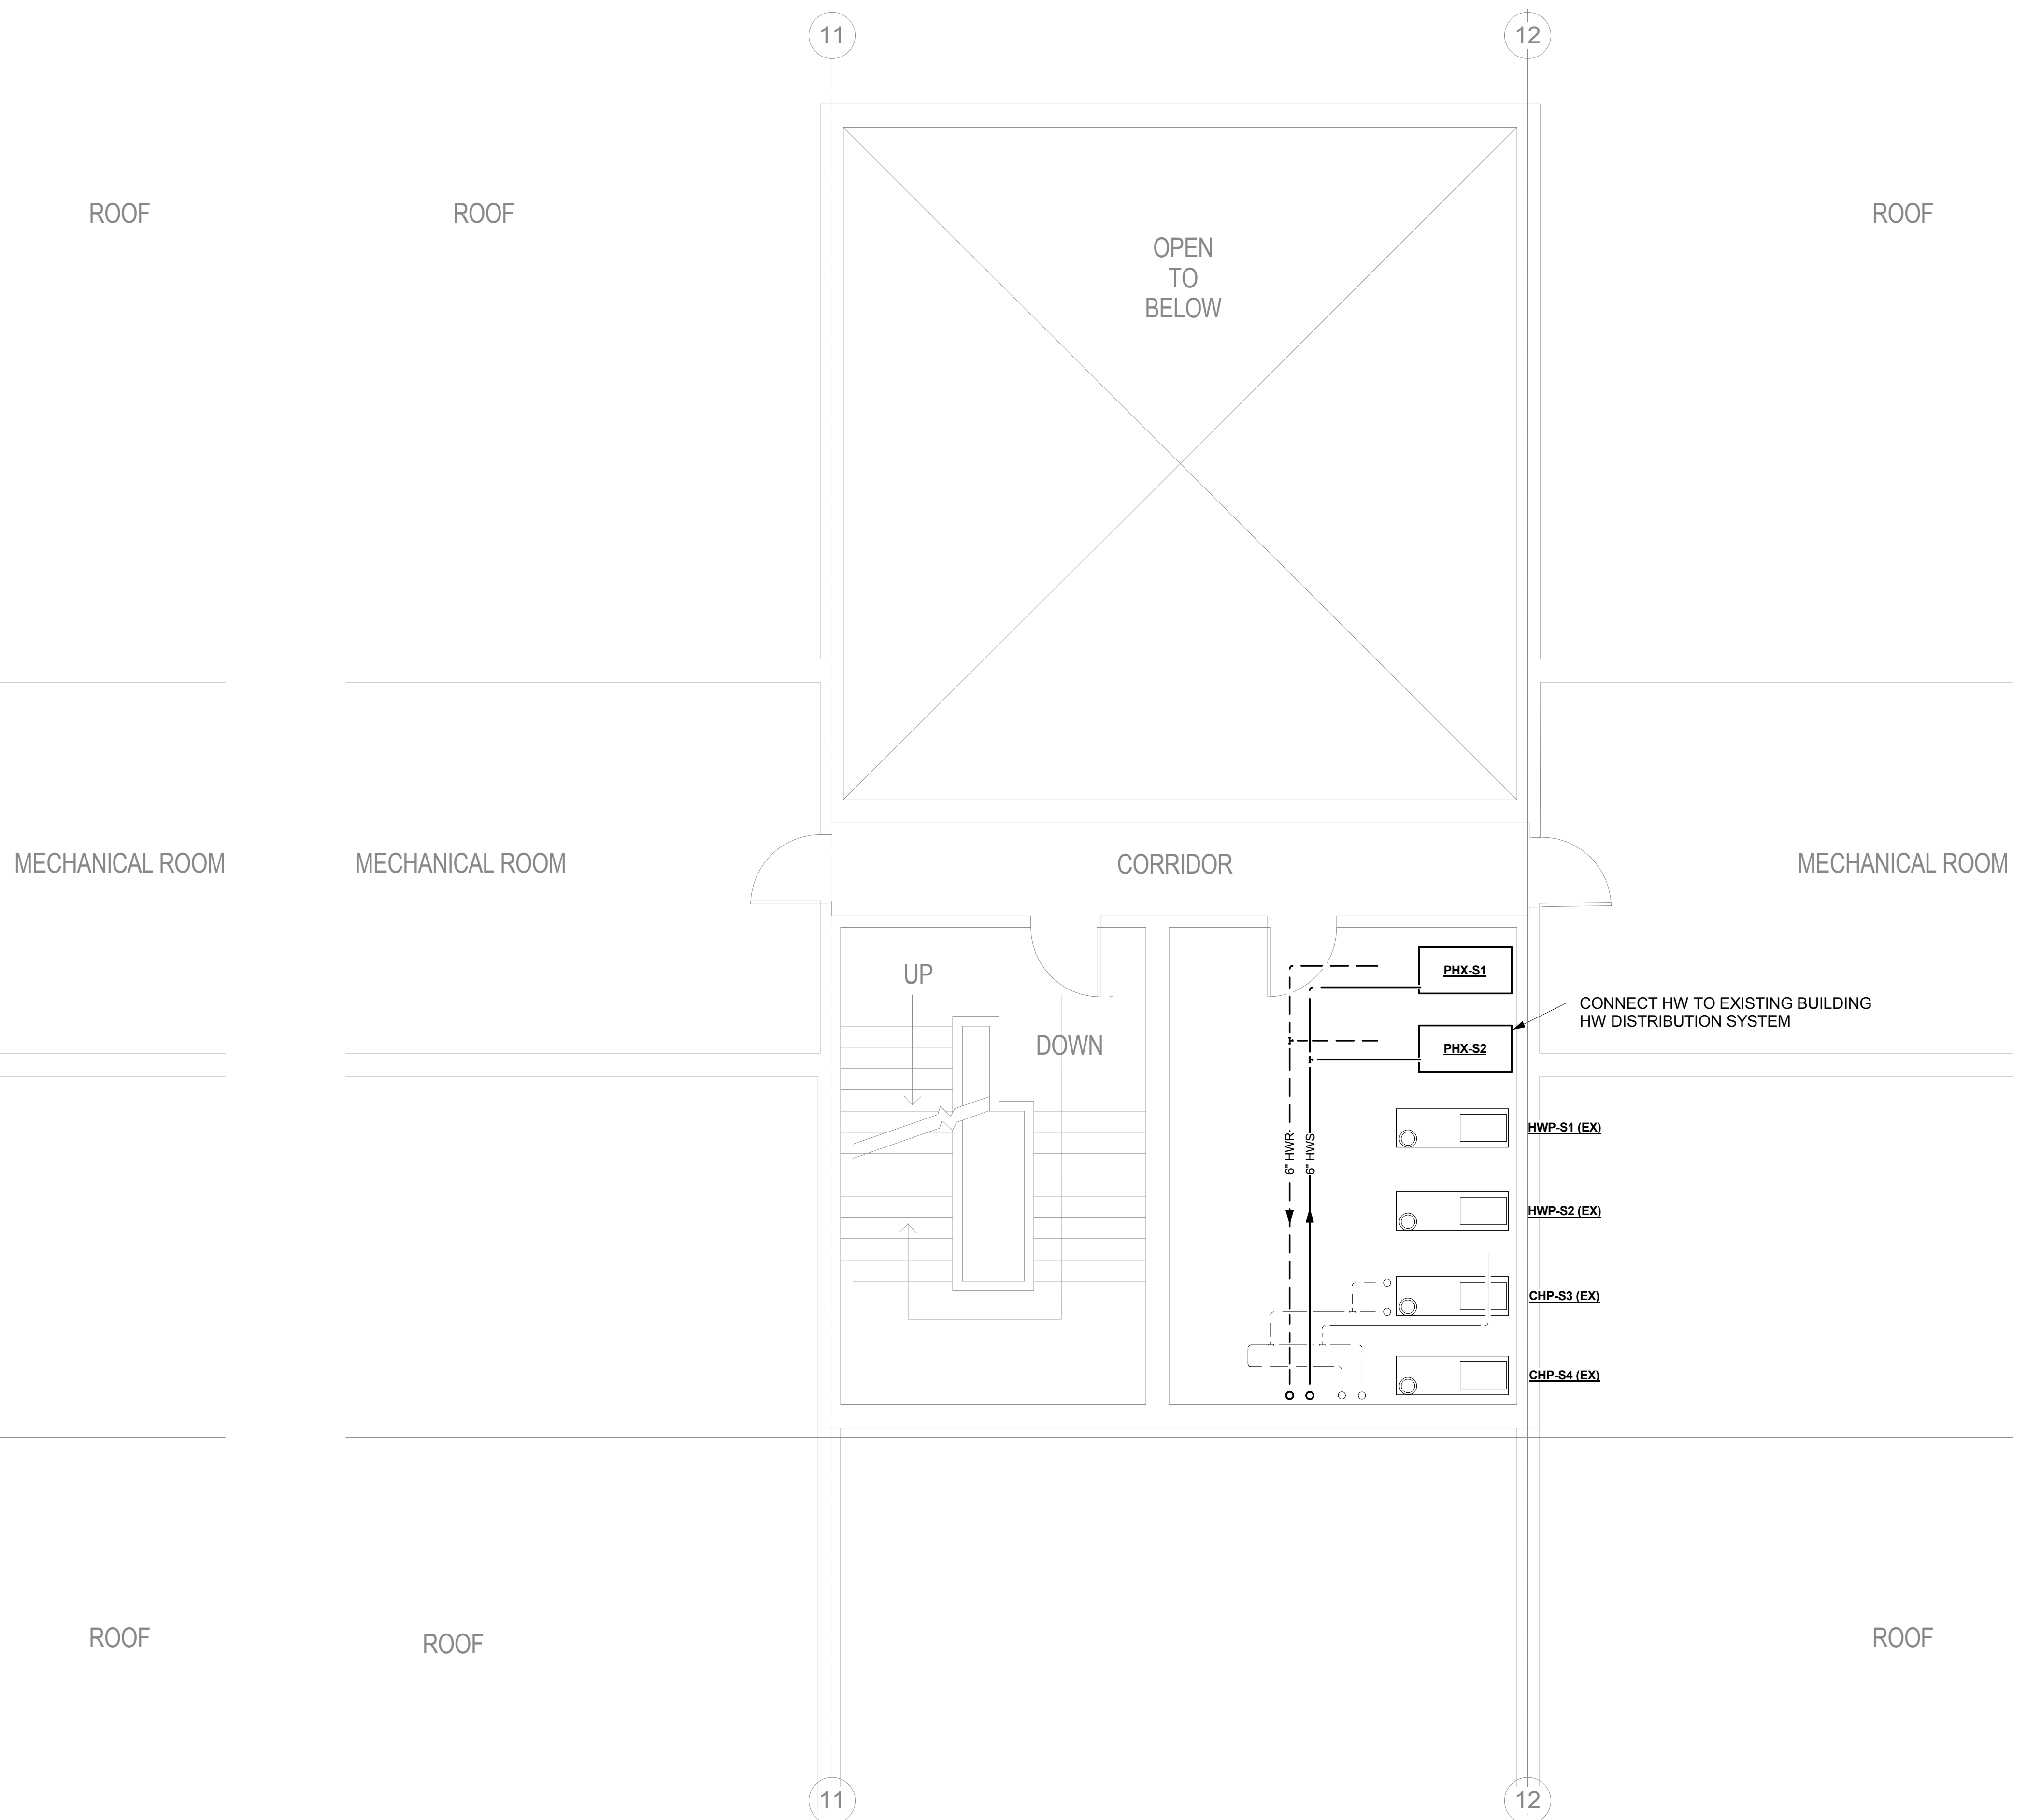 11
12
ROOF
ROOF
ROOF
OPEN
TO
BELOW
MECHANICAL ROOM
MECHANICAL ROOM
CORRIDOR
MECHANICAL ROOM
UP
DOWN
PHX-S1
CONNECT HW TO EXISTING BUILDING
HW DISTRIBUTION SYSTEM
PHX-S2
HWP-S1 (EX)
6" HWR
6" HWS
HWP-S2 (EX)
CHP-S3 (EX)
CHP-S4 (EX)
ROOF
ROOF
ROOF
11
12